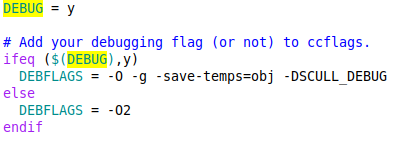 DEBUG = y

# Add your debugging flag (or not) to ccflags.
ifeq ($(DEBUG),y)
  DEBFLAGS = -O -g -save-temps=obj -DSCULL_DEBUG
else
  DEBFLAGS = -O2
endif